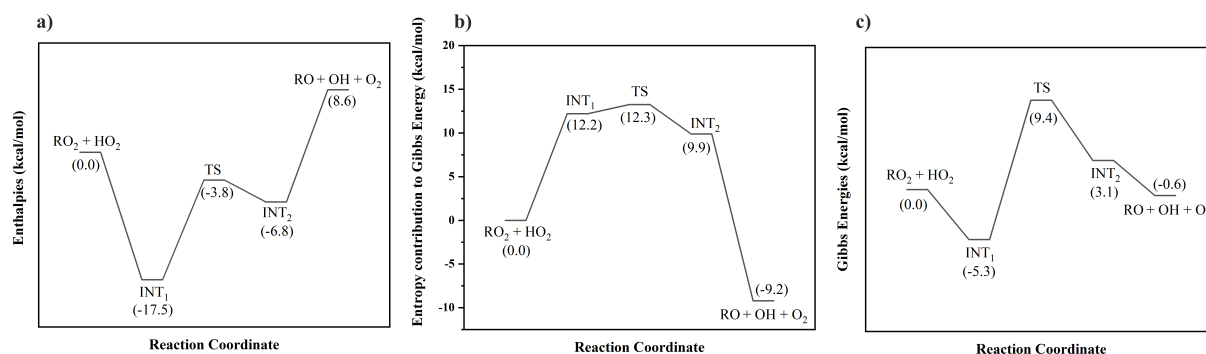 a)
Enthalpies (kcal/mol)
RO₂ + HO₂
(0.0)
INT₁
(-17.5)
TS
(-3.8)
INT₂
(-6.8)
RO + OH + O₂
(8.6)
Reaction Coordinate
b)
Entropy contribution to Gibbs Energy (kcal/mol)
20
15
10
5
0
-5
-10
RO₂ + HO₂
(0.0)
INT₁
(12.2)
TS
(12.3)
INT₂
(9.9)
(-9.2)
RO + OH + O₂
Reaction Coordinate
c)
Gibbs Energies (kcal/mol)
RO₂ + HO₂
(0.0)
INT₁
(-5.3)
TS
(9.4)
INT₂
(3.1)
(-0.6)
RO + OH + O
Reaction Coordinate